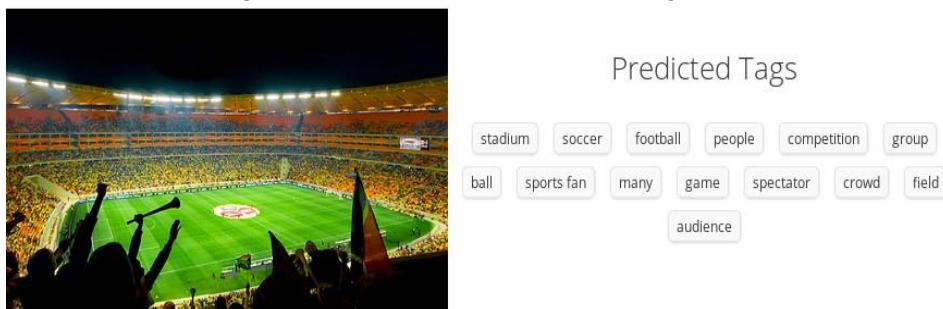 Predicted Tags
stadium soccer football people competition group
ball sports fan many game spectator crowd field
audience